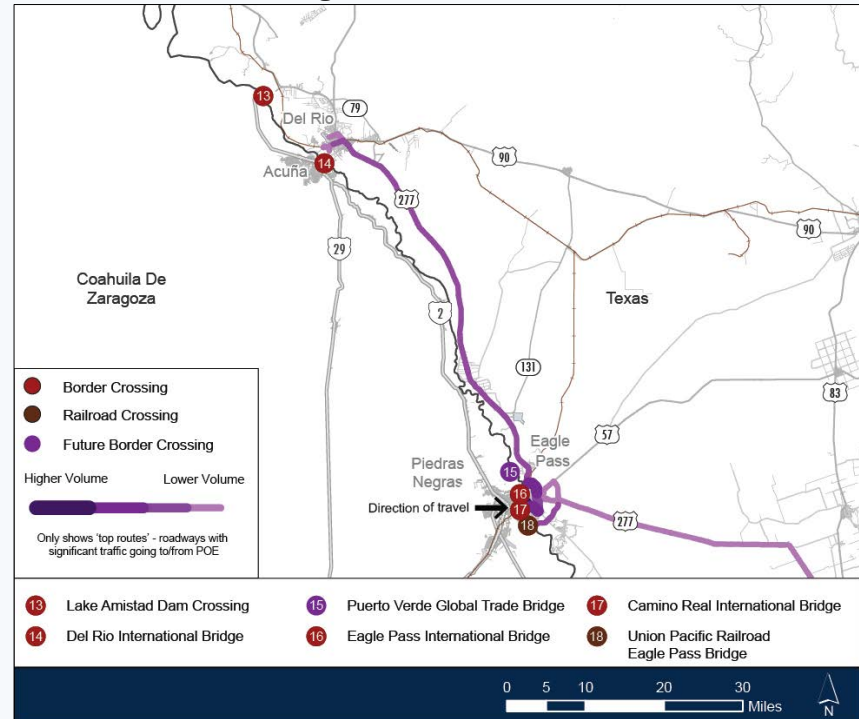 13
Del Rio
79
14
Acuña
90
277
90
29
Coahuila De
Zaragoza
Texas
2
131
83
57
Eagle
Pass
Piedras
Negras
15
16
Direction of travel
17
18
277
Border Crossing
Railroad Crossing
Future Border Crossing
Higher Volume Lower Volume
Only shows 'top routes' - roadways with
significant traffic going to/from POE
13 Lake Amistad Dam Crossing
14 Del Rio International Bridge
15 Puerto Verde Global Trade Bridge
16 Eagle Pass International Bridge
17 Camino Real International Bridge
18 Union Pacific Railroad
Eagle Pass Bridge
0 5 10 20 30
Miles
N